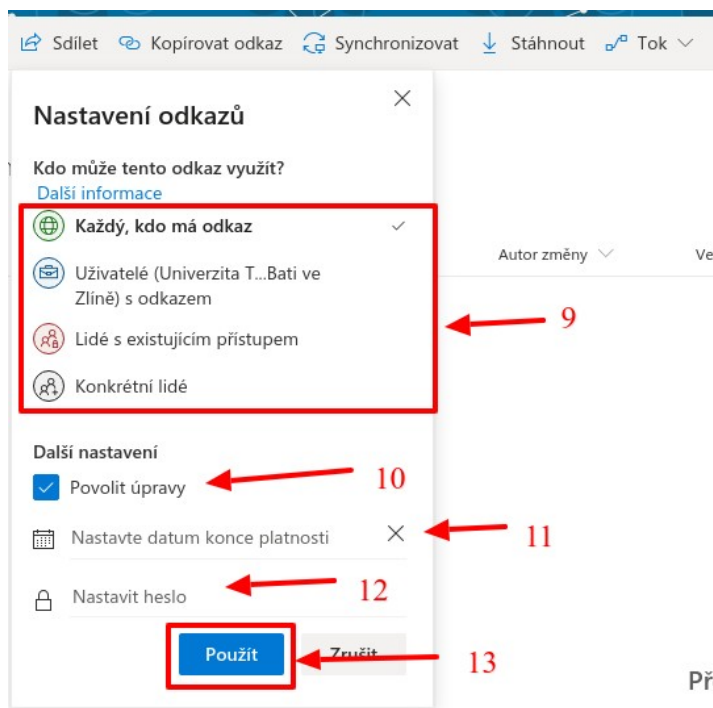 Sdílet Kopírovat odkaz Synchronizovat Stáhnout Tok
Nastavení odkazů
Kdo může tento odkaz využít?
Další informace
Každý, kdo má odkaz
Autor změny Ve
Uživatelé (Univerzita T...Bati ve
Zlíně) s odkazem
9
Lidé s existujícím přístupem
Konkrétní lidé
Další nastavení
Povolit úpravy 10
Nastavte datum konce platnosti 11
Nastavit heslo 12
Použít Zrušit 13
Př